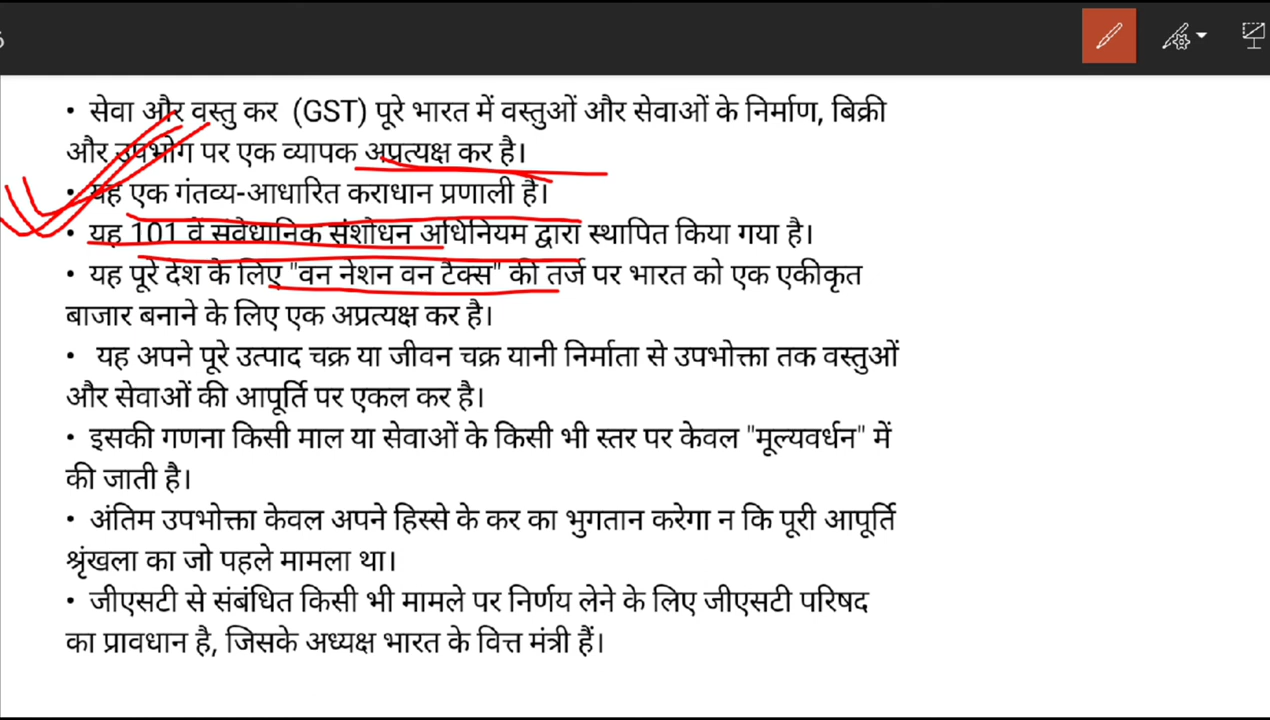 • सेवा और वस्तु कर (GST) पूरे भारत में वस्तुओं और सेवाओं के निर्माण, बिक्री
और उपभोग पर एक व्यापक अप्रत्यक्ष कर है।
• यह एक गंतव्य-आधारित कराधान प्रणाली है।
• यह 101 वें संवैधानिक संशोधन अधिनियम द्वारा स्थापित किया गया है।
• यह पूरे देश के लिए "वन नेशन वन टैक्स" की तर्ज पर भारत को एक एकीकृत
बाजार बनाने के लिए एक अप्रत्यक्ष कर है।
• यह अपने पूरे उत्पाद चक्र या जीवन चक्र यानी निर्माता से उपभोक्ता तक वस्तुओं
और सेवाओं की आपूर्ति पर एकल कर है।
• इसकी गणना किसी माल या सेवाओं के किसी भी स्तर पर केवल "मूल्यवर्धन" में
की जाती है।
• अंतिम उपभोक्ता केवल अपने हिस्से के कर का भुगतान करेगा न कि पूरी आपूर्ति
श्रृंखला का जो पहले मामला था।
• जीएसटी से संबंधित किसी भी मामले पर निर्णय लेने के लिए जीएसटी परिषद
का प्रावधान है, जिसके अध्यक्ष भारत के वित्त मंत्री हैं।